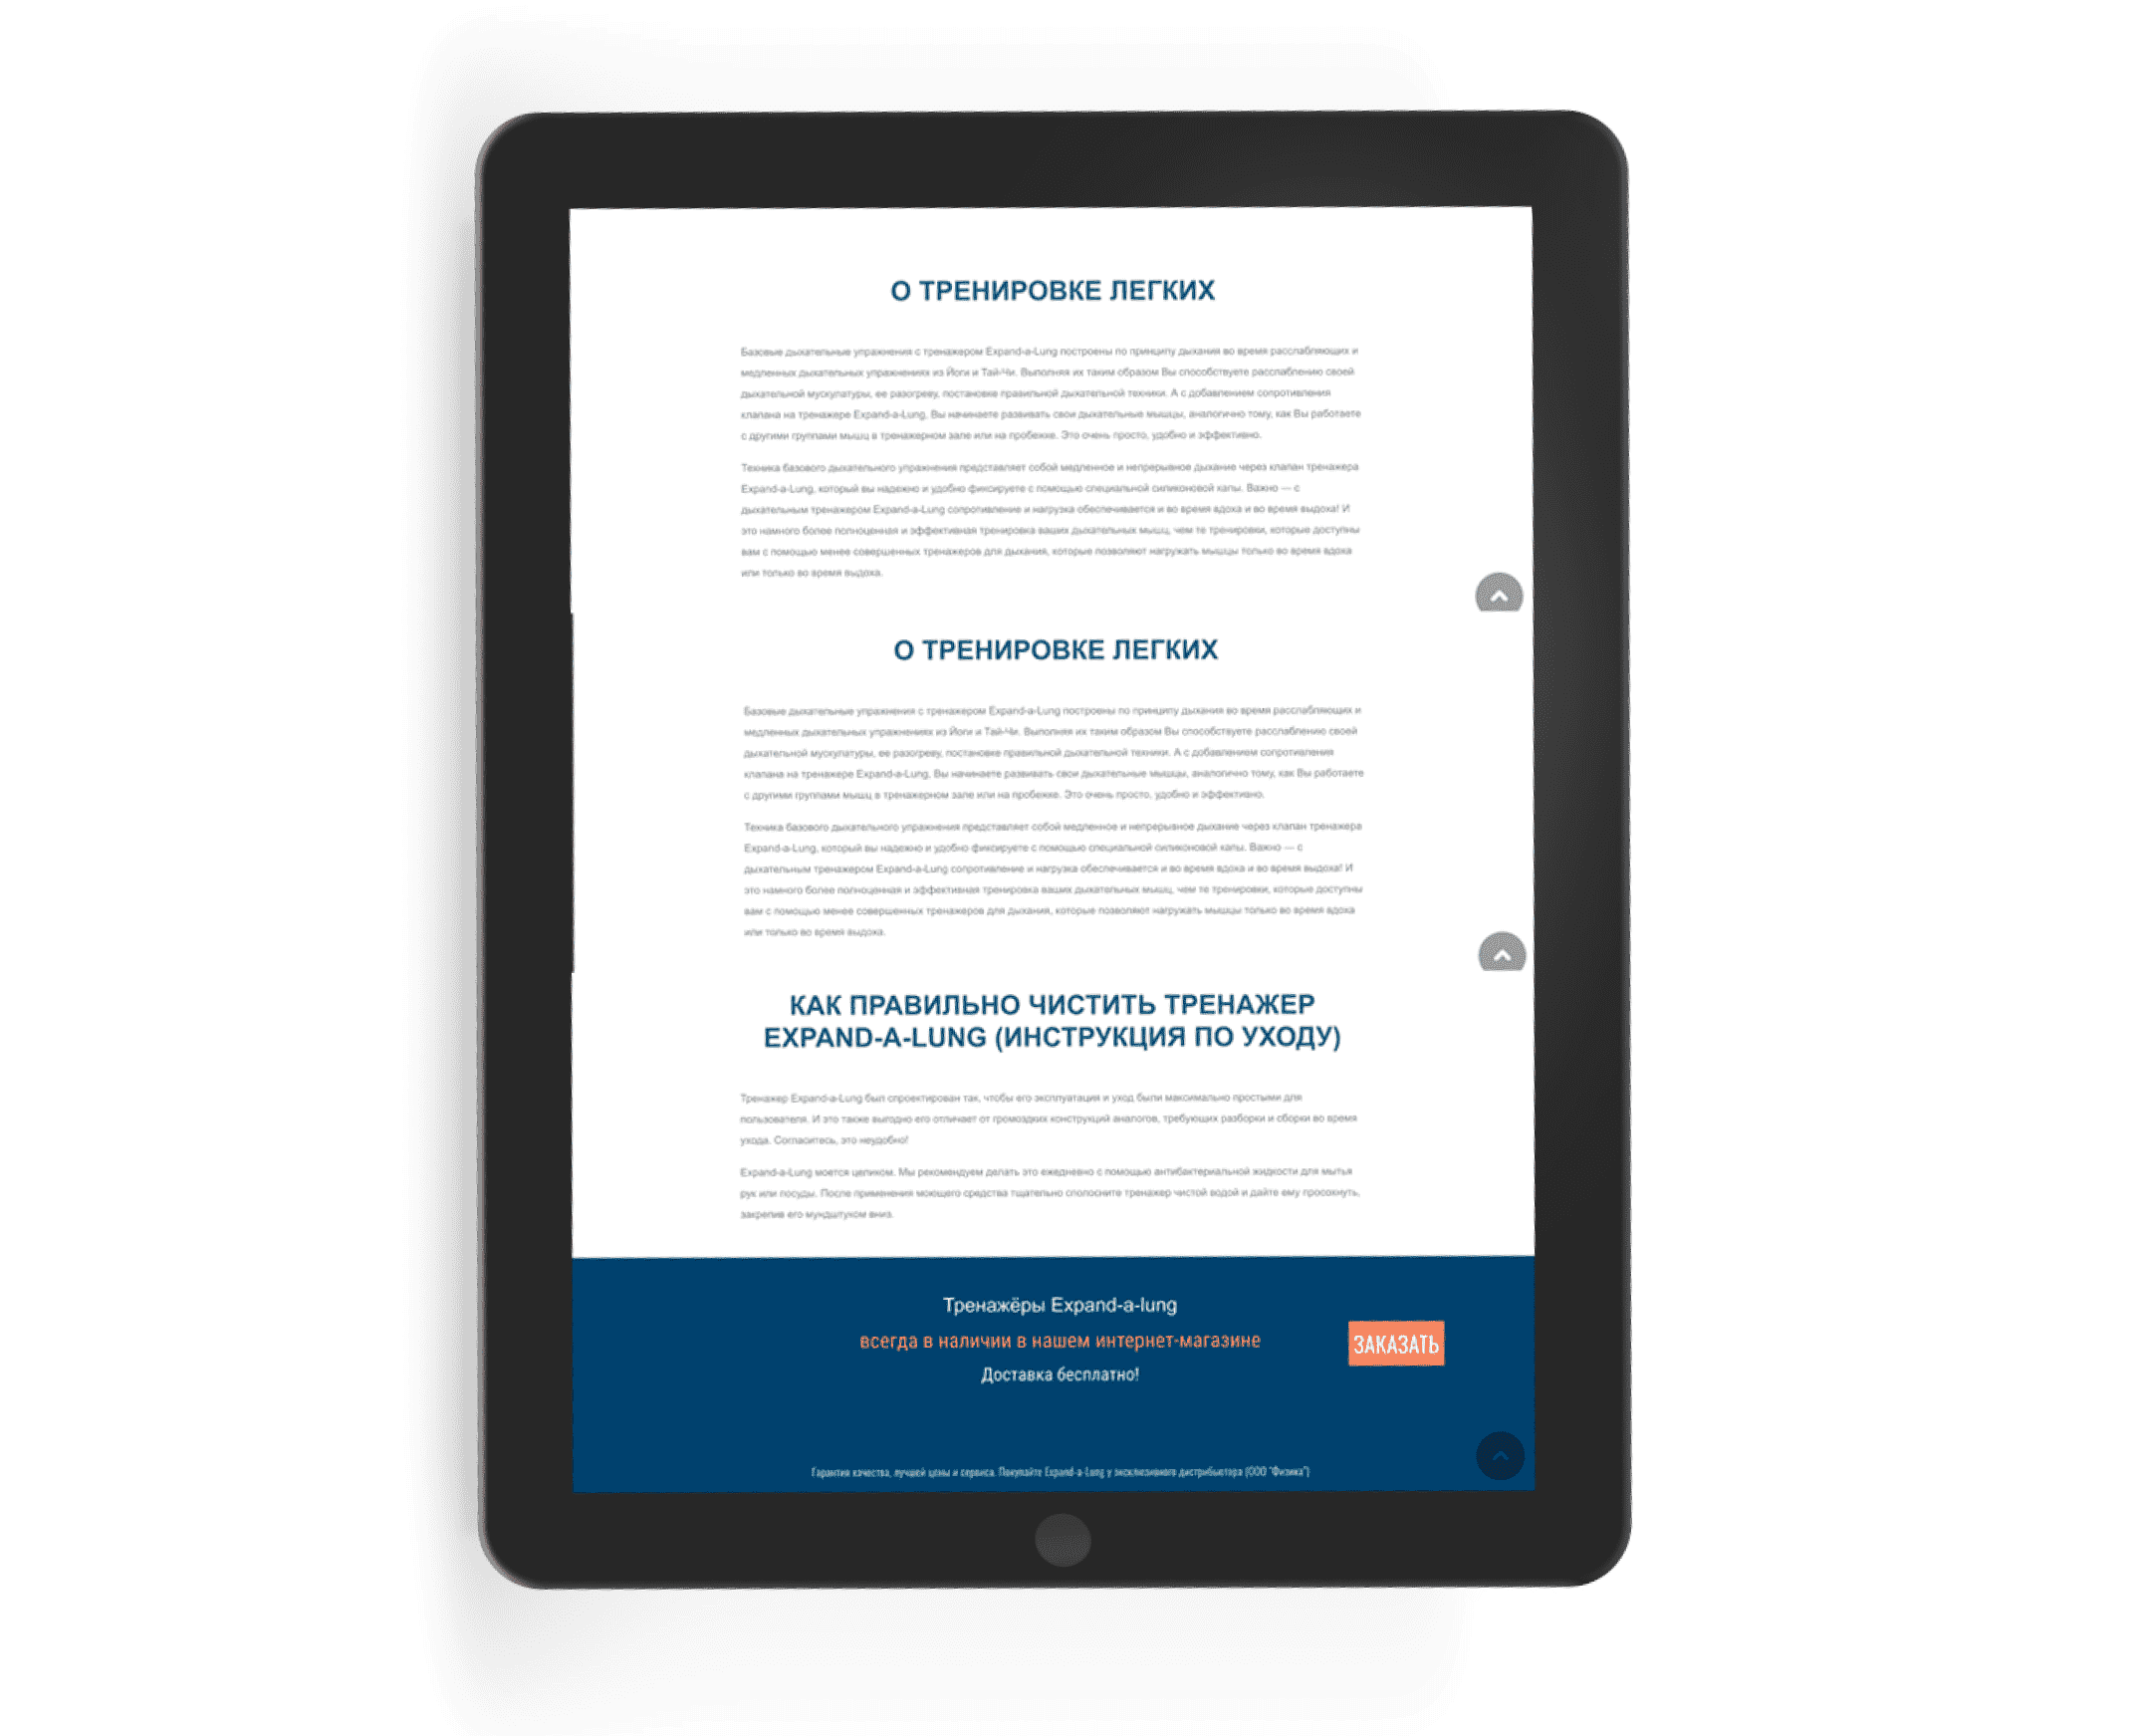 О ТРЕНИРОВКЕ ЛЕГКИХ
Базовые дыхательные упражнения с тренажером Expand-a-Lung построены по принципу дыхания во время расслабляющих и
медленных дыхательных упражнениях из Йоги и Тай-Чи. Выполняя их таким образом Вы способствуете расслаблению своей
дыхательной мускулатуры, ее разогреву, постановке правильной дыхательной техники. А с добавлением сопротивления
клапана на тренажере Expand-a-Lung, Вы начинаете развивать свои дыхательные мышцы, аналогично тому, как Вы работаете
с другими группами мышц в тренажерном зале или на пробежке. Это очень просто, удобно и эффективно.
Техника базового дыхательного упражнения представляет собой медленное и непрерывное дыхание через клапан тренажера
Expand-a-Lung, который вы надежно и удобно фиксируете с помощью специальной силиконовой капы. Важно — с
дыхательным тренажером Expand-a-Lung сопротивление и нагрузка обеспечивается и во время вдоха и во время выдоха! И
это намного более полноценная и эффективная тренировка ваших дыхательных мышц, чем те тренировки, которые доступны
вам с помощью менее совершенных тренажеров для дыхания, которые позволяют нагружать мышцы только во время вдоха
или только во время выдоха.
О ТРЕНИРОВКЕ ЛЕГКИХ
Базовые дыхательные упражнения с тренажером Expand-a-Lung построены по принципу дыхания во время расслабляющих и
медленных дыхательных упражнениях из Йоги и Тай-Чи. Выполняя их таким образом Вы способствуете расслаблению своей
дыхательной мускулатуры, ее разогреву, постановке правильной дыхательной техники. А с добавлением сопротивления
клапана на тренажере Expand-a-Lung, Вы начинаете развивать свои дыхательные мышцы, аналогично тому, как Вы работаете
с другими группами мышц в тренажерном зале или на пробежке. Это очень просто, удобно и эффективно.
Техника базового дыхательного упражнения представляет собой медленное и непрерывное дыхание через клапан тренажера
Expand-a-Lung, который вы надежно и удобно фиксируете с помощью специальной силиконовой капы. Важно — с
дыхательным тренажером Expand-a-Lung сопротивление и нагрузка обеспечивается и во время вдоха и во время выдоха! И
это намного более полноценная и эффективная тренировка ваших дыхательных мышц, чем те тренировки, которые доступны
вам с помощью менее совершенных тренажеров для дыхания, которые позволяют нагружать мышцы только во время вдоха
или только во время выдоха.
КАК ПРАВИЛЬНО ЧИСТИТЬ ТРЕНАЖЕР
EXPAND-A-LUNG (ИНСТРУКЦИЯ ПО УХОДУ)
Тренажер Expand-a-Lung был спроектирован так, чтобы его эксплуатация и уход были максимально простыми для
пользователя. И это также выгодно его отличает от громоздких конструкций аналогов, требующих разборки и сборки во время
ухода. Согласитесь, это неудобно!
Expand-a-Lung моется целиком. Мы рекомендуем делать это ежедневно с помощью антибактериальной жидкости для мытья
рук или посуды. После применения моющего средства тщательно сполосните тренажер чистой водой и дайте ему просохнуть,
закрепив его мундштуком вниз.
Тренажёры Expand-a-lung
всегда в наличии в нашем интернет-магазине
ЗАКАЗАТЬ
Доставка бесплатно!
Гарантия качества, лучшей цены и сервиса. Покупайте Expand-a-Lung у эксклюзивного дистрибьютора (ООО "Физика")